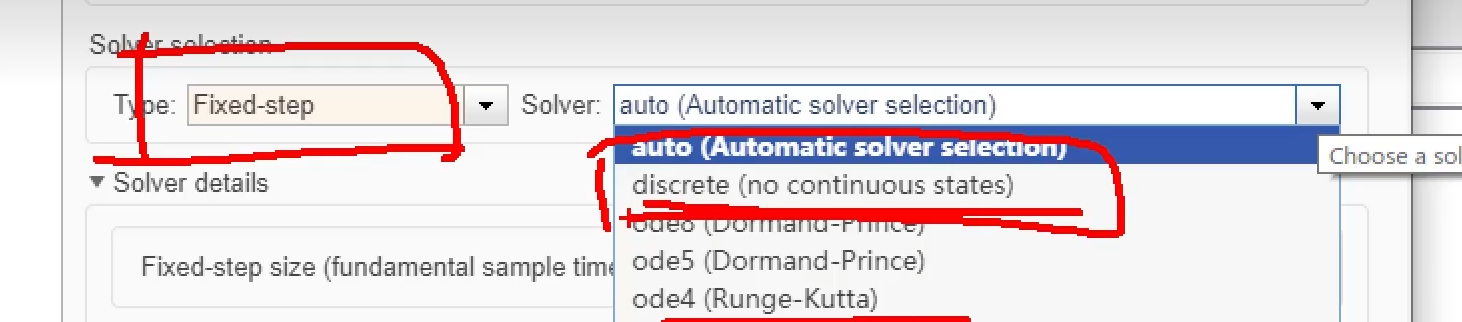 Solver selection
Type: Fixed-step Solver: auto (Automatic solver selection)
auto (Automatic solver selection)
Choose a sol
▼ Solver details
discrete (no continuous states)
ode8 (Dormand-Prince)
Fixed-step size (fundamental sample time
ode5 (Dormand-Prince)
ode4 (Runge-Kutta)